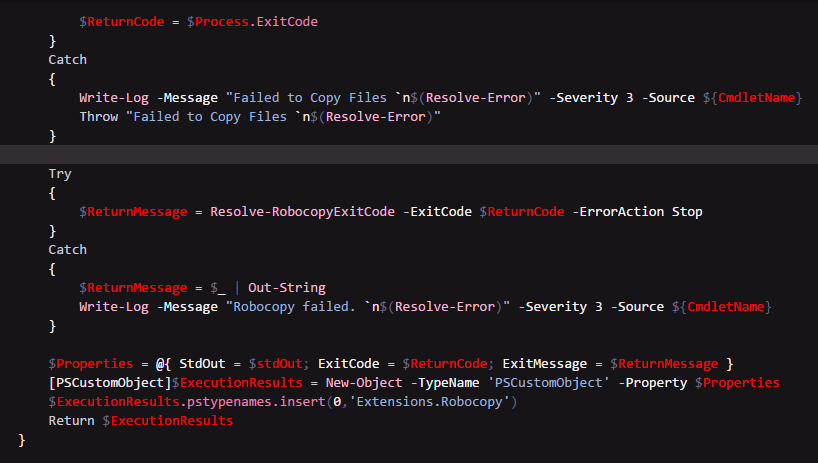 $ReturnCode = $Process.ExitCode
    }
    Catch
    {
        Write-Log -Message "Failed to Copy Files `n$(Resolve-Error)" -Severity 3 -Source ${CmdletName}
        Throw "Failed to Copy Files `n$(Resolve-Error)"
    }

    Try
    {
        $ReturnMessage = Resolve-RobocopyExitCode -ExitCode $ReturnCode -ErrorAction Stop
    }
    Catch
    {
        $ReturnMessage = $_ | Out-String
        Write-Log -Message "Robocopy failed. `n$(Resolve-Error)" -Severity 3 -Source ${CmdletName}
    }

    $Properties = @{ StdOut = $stdOut; ExitCode = $ReturnCode; ExitMessage = $ReturnMessage }
    [PSCustomObject]$ExecutionResults = New-Object -TypeName 'PSCustomObject' -Property $Properties
    $ExecutionResults.pstypenames.insert(0,'Extensions.Robocopy')
    Return $ExecutionResults
}